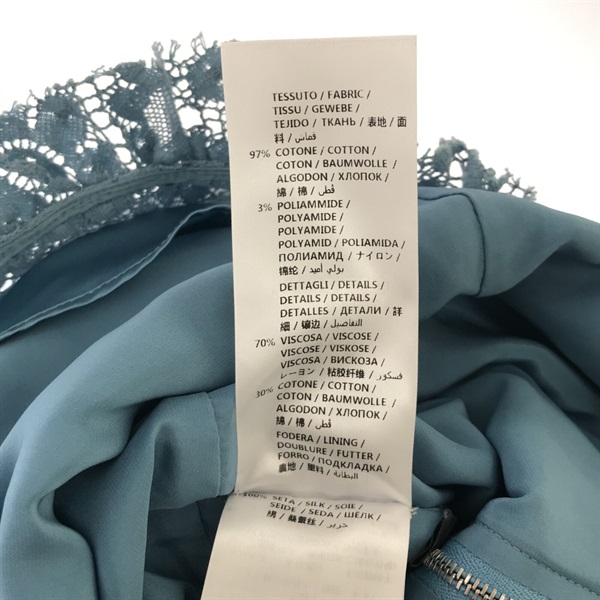 TESSUTO / FABRIC /
TISSU / GEWEBE /
TEJIDO / ТКАНЬ / 表地 / 面
料 / قماش /
97% COTONE / COTTON /
COTON / BAUMWOLLE /
ALGODON / ХЛОПОК /
綿 / 棉 / قطن /
3% POLIAMMIDE /
POLYAMIDE /
POLYAMIDE /
POLYAMID / POLIAMIDA /
ПОЛИАМИД / ナイロン /
锦纶 / بولي أميد /
DETTAGLI / DETAILS /
DETAILS / DETAILS /
DETALLES / ДЕТАЛИ / 詳
細 / 镶边 / التفاصيل /
70% VISCOSA / VISCOSE /
VISCOSE / VISKOSE /
VISCOSA / ВИСКОЗА /
レーヨン / 粘胶纤维 / فسكوز /
30% COTONE / COTTON /
COTON / BAUMWOLLE /
ALGODON / ХЛОПОК /
綿 / 棉 / قطن /
FODERA / LINING /
DOUBLURE / FUTTER /
FORRO / ПОДКЛАДКА /
裏地 / 里料 / البطانة /
100% SETA / SILK / SOIE /
SEIDE / SEDA / ШЕЛК /
絹 / 桑蚕丝 / حرير /